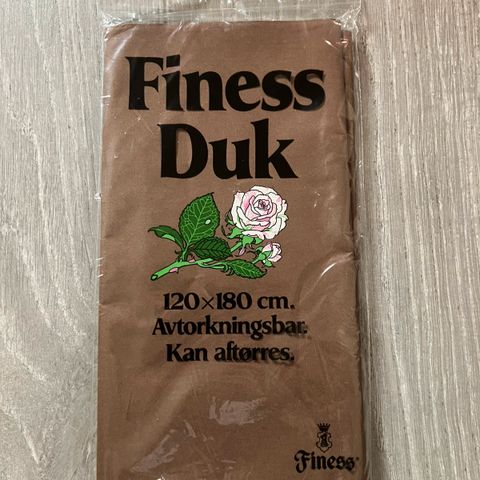 Finess
Duk
120×180 cm.
Avtorkningsbar.
Kan aftørres.
Finess®